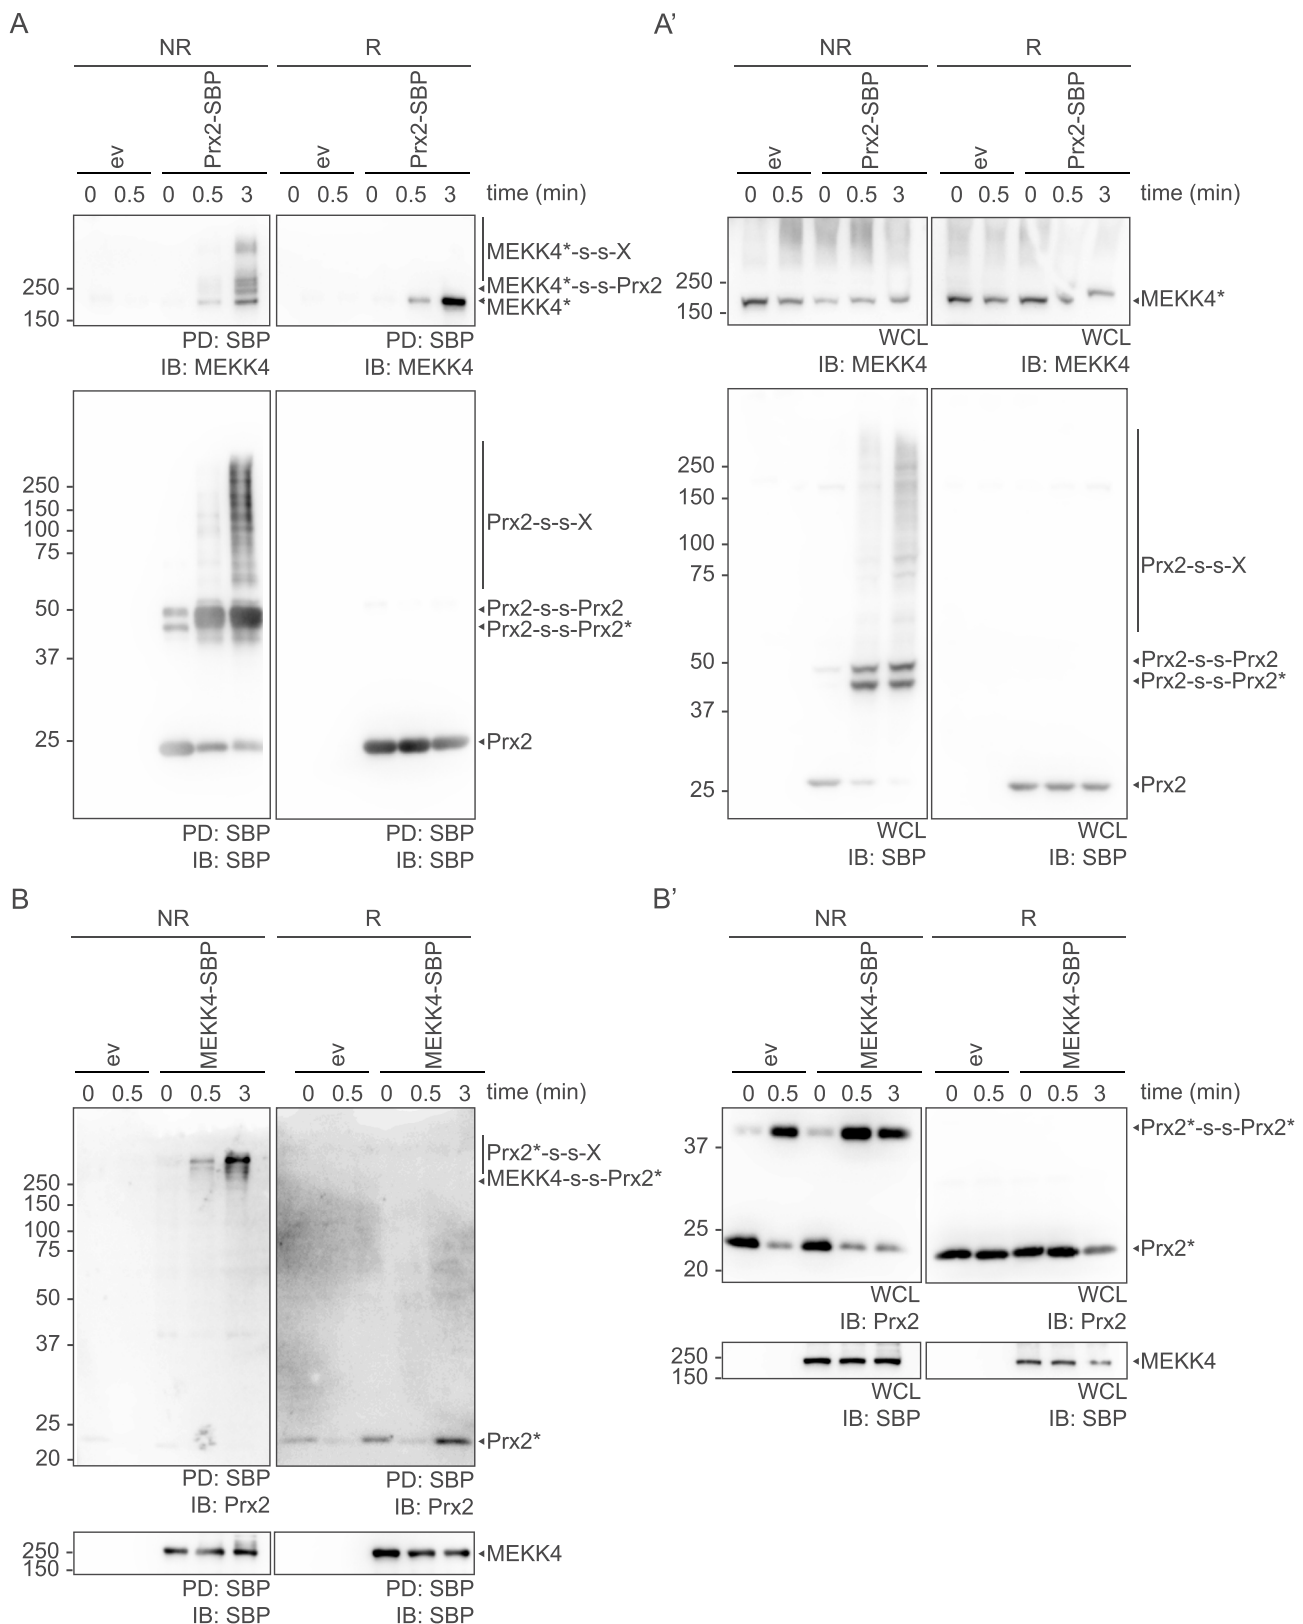 A
NR R
ev Prx2-SBP ev Prx2-SBP
0 0.5 0 0.5 3 0 0.5 0 0.5 3 time (min)
MEKK4*-s-s-X
250 MEKK4*-s-s-Prx2
MEKK4*
150
PD: SBP PD: SBP
IB: MEKK4 IB: MEKK4
250
150
100 Prx2-s-s-X
75
50 Prx2-s-s-Prx2
Prx2-s-s-Prx2*
37
25 Prx2
PD: SBP PD: SBP
IB: SBP IB: SBP
A’
NR R
ev Prx2-SBP ev Prx2-SBP
0 0.5 0 0.5 3 0 0.5 0 0.5 3 time (min)
250
150 MEKK4*
WCL WCL
IB: MEKK4 IB: MEKK4
250
150
100
75 Prx2-s-s-X
50 Prx2-s-s-Prx2
Prx2-s-s-Prx2*
37
25 Prx2
WCL WCL
IB: SBP IB: SBP
B
NR R
ev MEKK4-SBP ev MEKK4-SBP
0 0.5 0 0.5 3 0 0.5 0 0.5 3 time (min)
Prx2*-s-s-X
250 MEKK4-s-s-Prx2*
150
100
75
50
37
25
Prx2*
20
PD: SBP PD: SBP
IB: Prx2 IB: Prx2
250 MEKK4
150
PD: SBP PD: SBP
IB: SBP IB: SBP
B’
NR R
ev MEKK4-SBP ev MEKK4-SBP
0 0.5 0 0.5 3 0 0.5 0 0.5 3 time (min)
Prx2*-s-s-Prx2*
37
25
Prx2*
20
WCL WCL
IB: Prx2 IB: Prx2
250 MEKK4
150
WCL WCL
IB: SBP IB: SBP